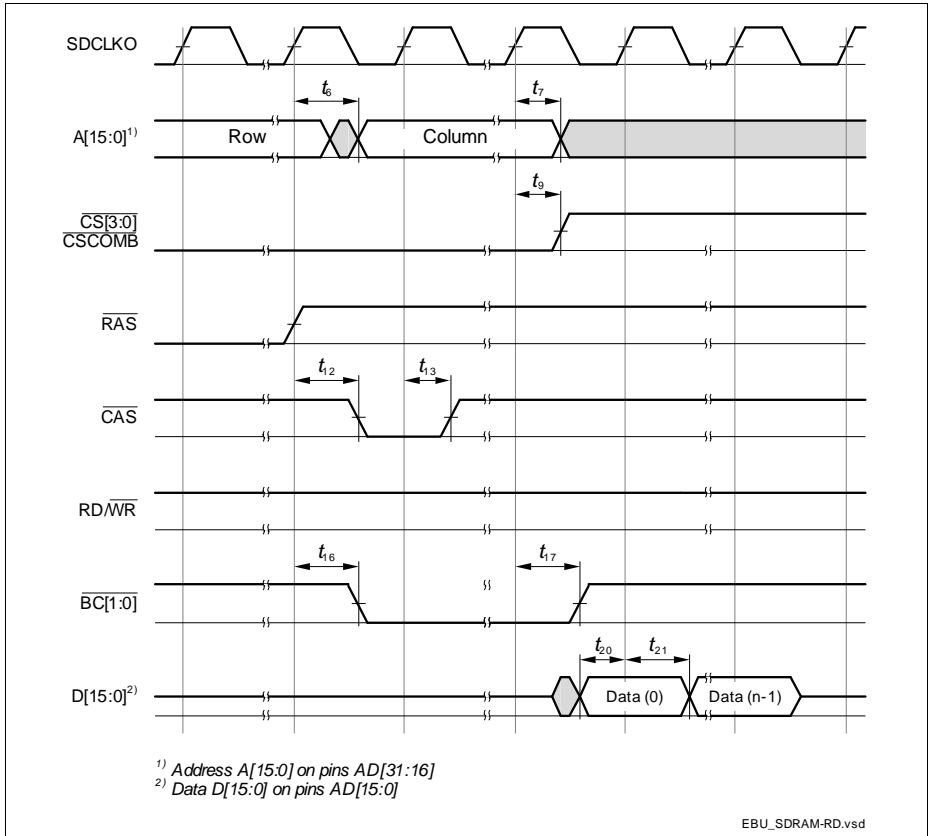 SDCLKO
t6
t7
A[15:0]1)
Row
Column
t9
CS[3:0]
CSCOMB
RAS
t12
t13
CAS
RD/WR
t16
t17
BC[1:0]
t20
t21
D[15:0]2)
Data (0)
Data (n-1)
1) Address A[15:0] on pins AD[31:16]
2) Data D[15:0] on pins AD[15:0]
EBU_SDRAM-RD.vsd